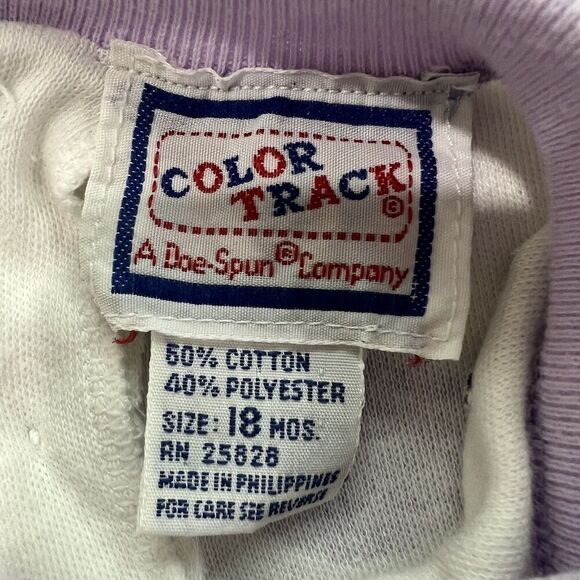 COLOR
TRACK®
A Doe-Spun® Company
60% COTTON
40% POLYESTER
SIZE: 18 MOS.
RN 25828
MADE IN PHILIPPINES
FOR CARE SEE REVERSE